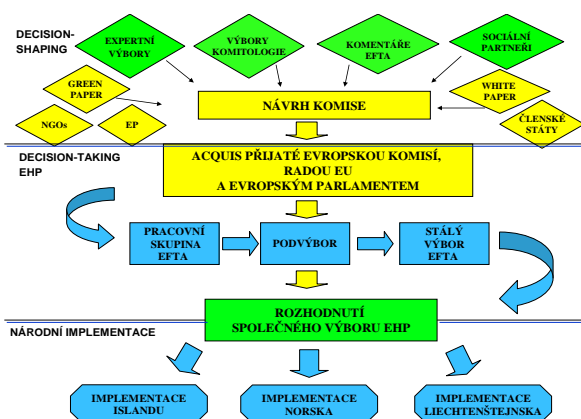 DECISION-
SHAPING
EXPERTNÍ
VÝBORY
VÝBORY
KOMITOLOGIE
KOMENTÁŘE
EFTA
SOCIÁLNÍ
PARTNEŘI
GREEN
PAPER
NÁVRH KOMISE
WHITE
PAPER
NGOs
EP
ČLENSKÉ
STÁTY
DECISION-TAKING
EHP
ACQUIS PŘIJATÉ EVROPSKOU KOMISÍ,
RADOU EU
A EVROPSKÝM PARLAMENTEM
PRACOVNÍ
SKUPINA
EFTA
PODVÝBOR
STÁLÝ
VÝBOR
EFTA
ROZHODNUTÍ
SPOLEČNÉHO VÝBORU EHP
NÁRODNÍ IMPLEMENTACE
IMPLEMENTACE
ISLANDU
IMPLEMENTACE
NORSKA
IMPLEMENTACE
LIECHTENŠTEJNSKA